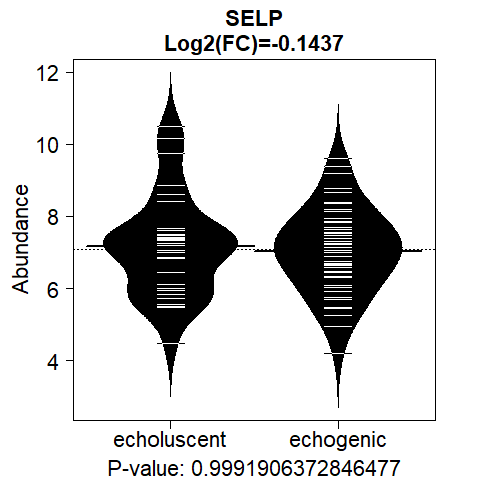 SELP
Log2(FC)=-0.1437
Abundance
12
10
8
6
4
echoluscent echogenic
P-value: 0.9991906372846477